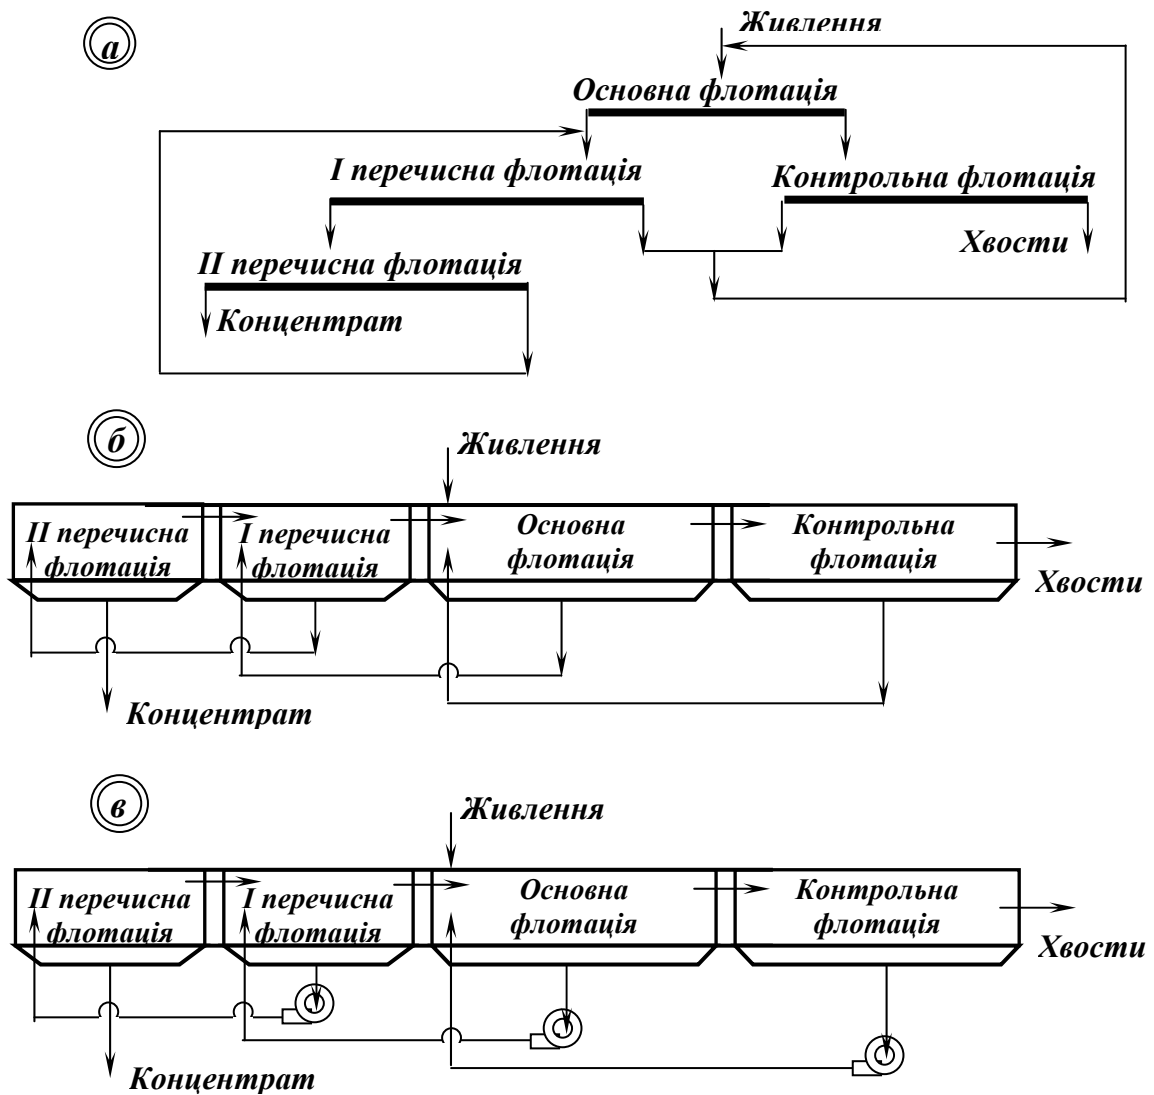 а
Живлення
Основна флотація
І перечисна флотація
Контрольна флотація
Хвости
ІІ перечисна флотація
Концентрат
б
Живлення
ІІ перечисна
флотація
І перечисна
флотація
Основна
флотація
Контрольна
флотація
Хвости
Концентрат
в
Живлення
ІІ перечисна
флотація
І перечисна
флотація
Основна
флотація
Контрольна
флотація
Хвости
Концентрат